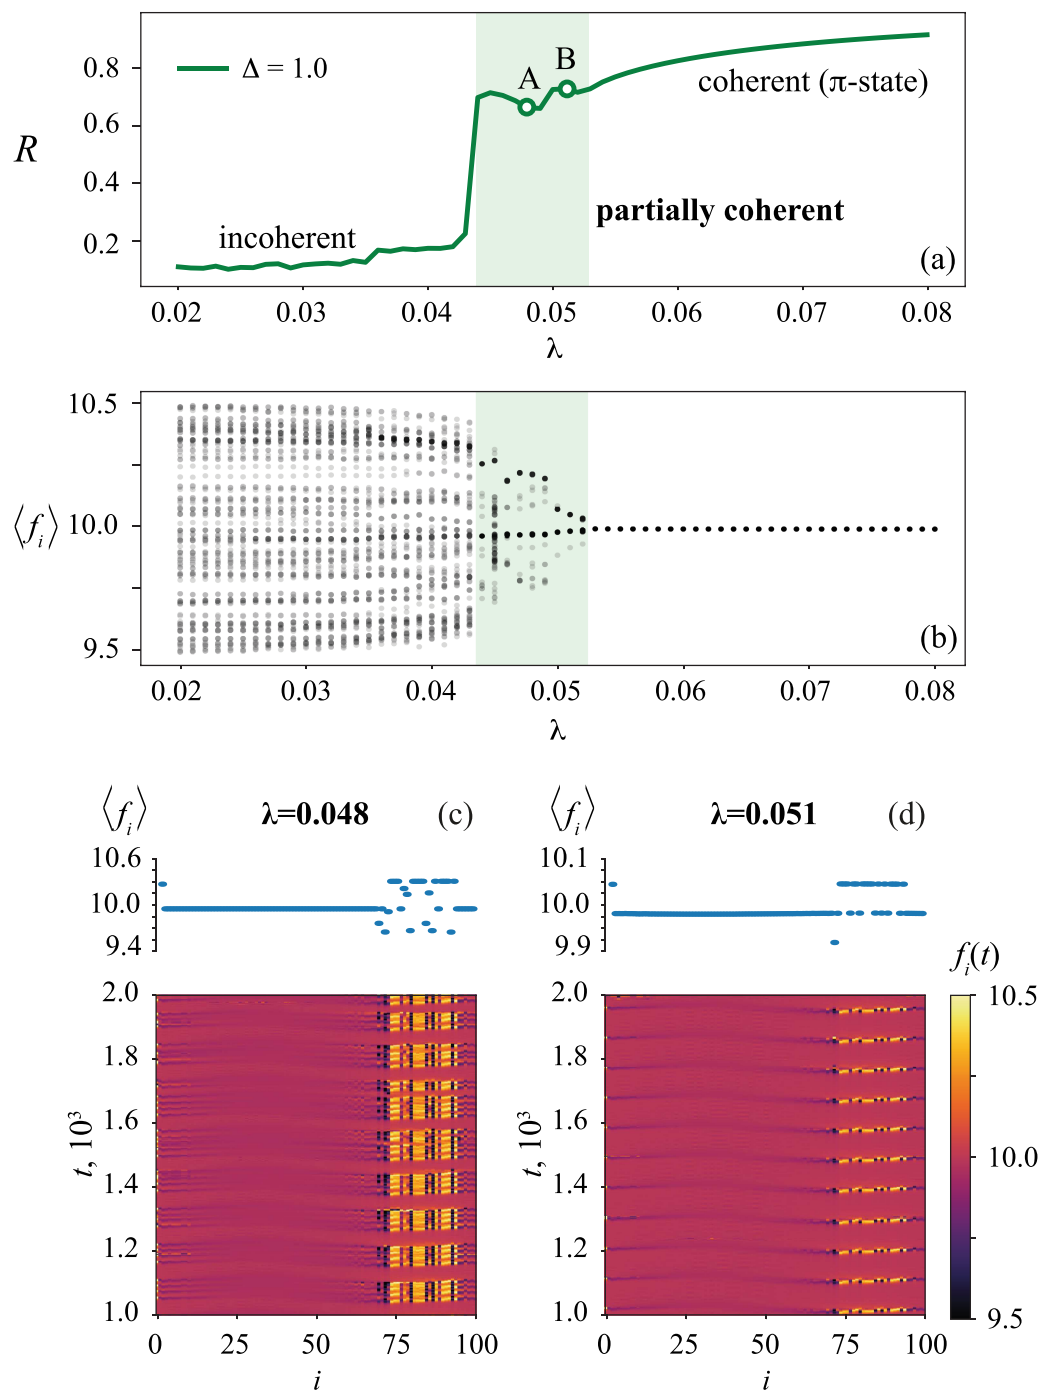 R
0.8
0.6
0.4
0.2
Δ = 1.0
A
B
coherent (π-state)
partially coherent
incoherent
(a)
0.02 0.03 0.04 0.05 0.06 0.07 0.08
λ
⟨f_i⟩
10.5
10.0
9.5
(b)
0.02 0.03 0.04 0.05 0.06 0.07 0.08
λ
⟨f_i⟩ λ=0.048 (c)
10.6
10.0
9.4
⟨f_i⟩ λ=0.051 (d)
10.1
10.0
9.9
t, 10³
2.0
1.8
1.6
1.4
1.2
1.0
0 25 50 75 100
i
t, 10³
2.0
1.8
1.6
1.4
1.2
1.0
0 25 50 75 100
i
f_i(t)
10.5
10.0
9.5